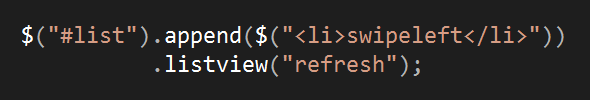 $("#list").append($("<li>swipeleft</li>"))
.listview("refresh");